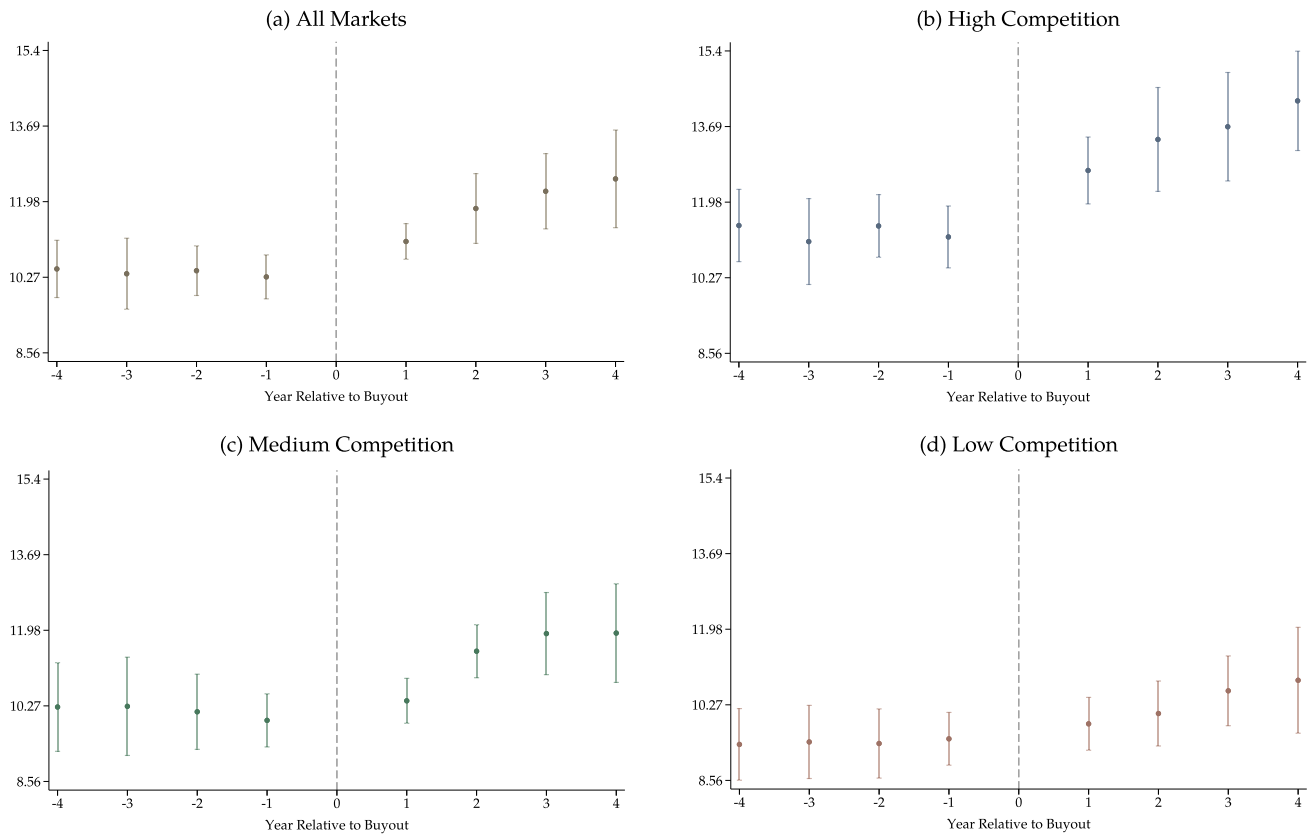 (a) All Markets
15.4
13.69
11.98
10.27
8.56
-4 -3 -2 -1 0 1 2 3 4
Year Relative to Buyout
(b) High Competition
15.4
13.69
11.98
10.27
8.56
-4 -3 -2 -1 0 1 2 3 4
Year Relative to Buyout
(c) Medium Competition
15.4
13.69
11.98
10.27
8.56
-4 -3 -2 -1 0 1 2 3 4
Year Relative to Buyout
(d) Low Competition
15.4
13.69
11.98
10.27
8.56
-4 -3 -2 -1 0 1 2 3 4
Year Relative to Buyout